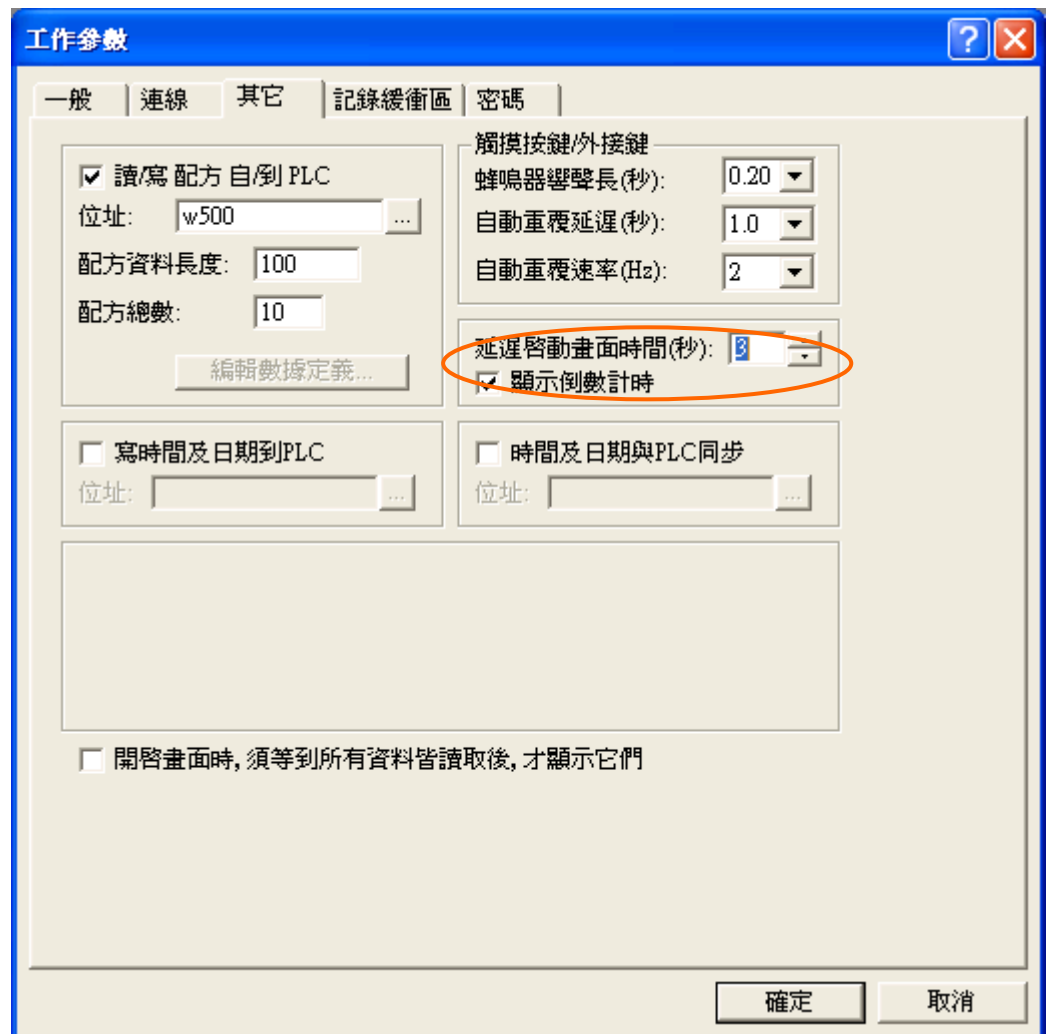 工作參數
一般 連線 其它 記錄緩衝區 密碼
讀/寫 配方 自/到 PLC
位址: w500 ...
配方資料長度: 100
配方總數: 10
編輯數據定義...
觸摸按鍵/外接鍵
蜂鳴器響聲長(秒): 0.20
自動重覆延遲(秒): 1.0
自動重覆速率(Hz): 2
延遲啓動畫面時間(秒): 3
顯示倒數計時
寫時間及日期到PLC
位址: ...
時間及日期與PLC同步
位址: ...
開啓畫面時, 須等到所有資料皆讀取後, 才顯示它們
確定 取消